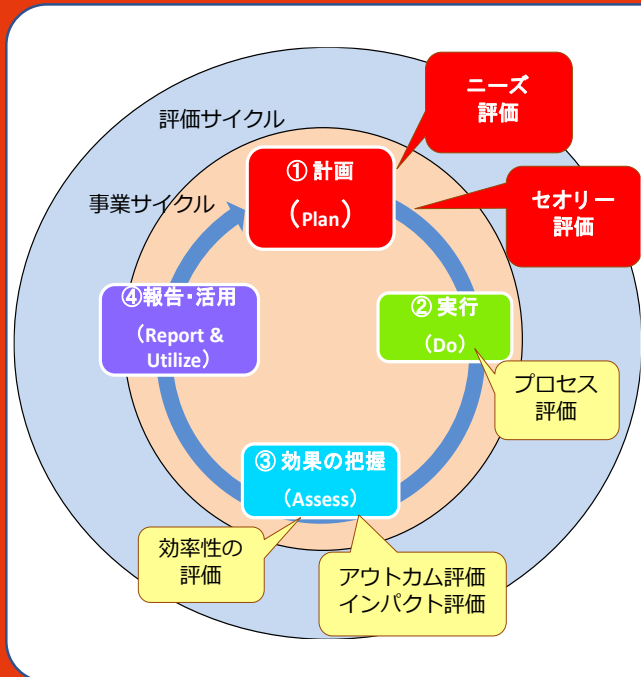 評価サイクル
事業サイクル
ニーズ
評価
① 計画
（Plan）
セオリー
評価
② 実行
（Do）
プロセス
評価
③ 効果の把握
（Assess）
アウトカム評価
インパクト評価
効率性の
評価
④報告・活用
（Report &
Utilize）